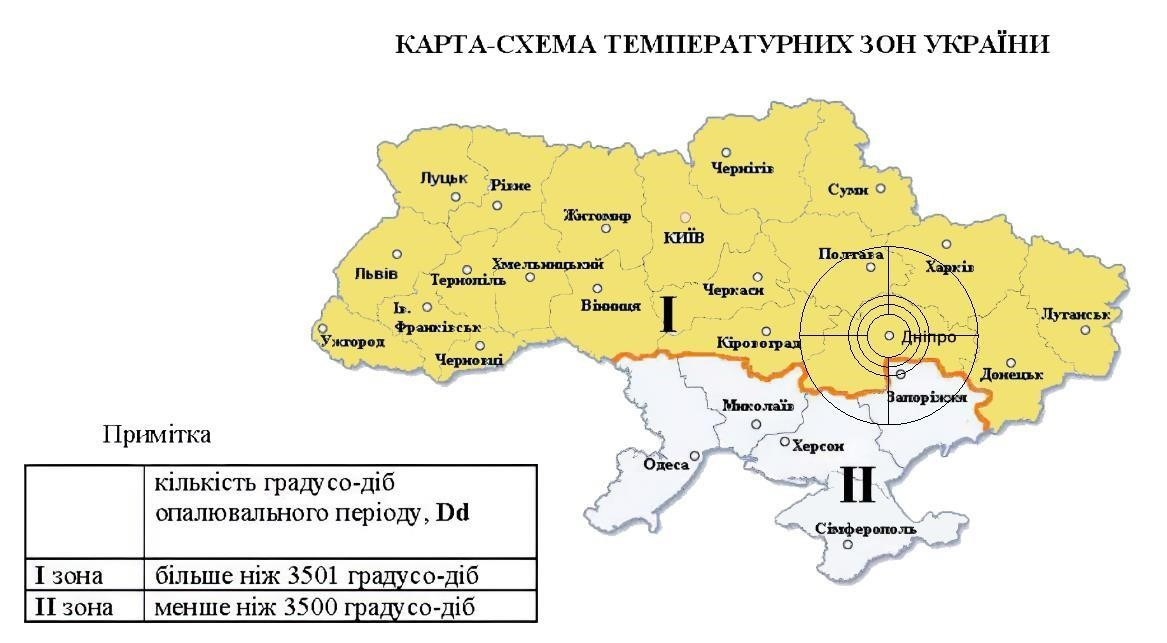 КАРТА-СХЕМА ТЕМПЕРАТУРНИХ ЗОН УКРАЇНИ
Чернігів
Луцьк
Рівне
Суми
Житомир
КИЇВ
Полтава
Харків
Львів
Тернопіль
Хмельницький
Вінниця
Черкаси
I
Ів.
Франківськ
Луганськ
Ужгород
Черновці
Кіровоград
Дніпро
Донецьк
Запоріжжя
Миколаїв
Херсон
Одеса
II
Сімферополь
Примітка
кількість градусо-діб
опалювального періоду, Dd
I зона більше ніж 3501 градусо-діб
II зона менше ніж 3500 градусо-діб